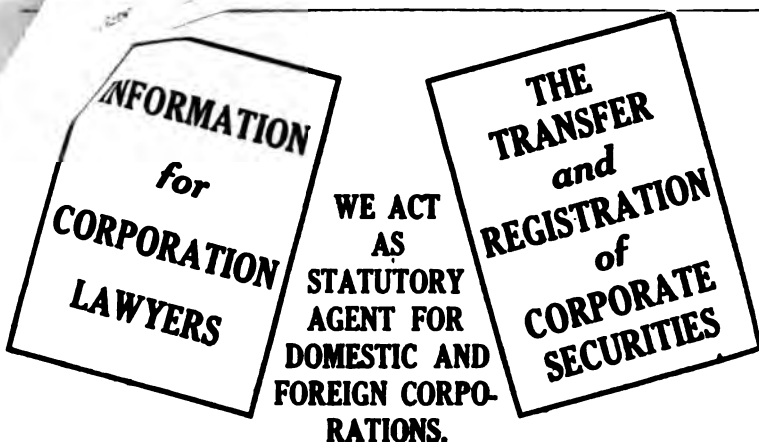 INFORMATION
for
CORPORATION
LAWYERS
WE ACT
AS
STATUTORY
AGENT FOR
DOMESTIC AND
FOREIGN CORPO-
RATIONS.
THE
TRANSFER
and
REGISTRATION
of
CORPORATE
SECURITIES